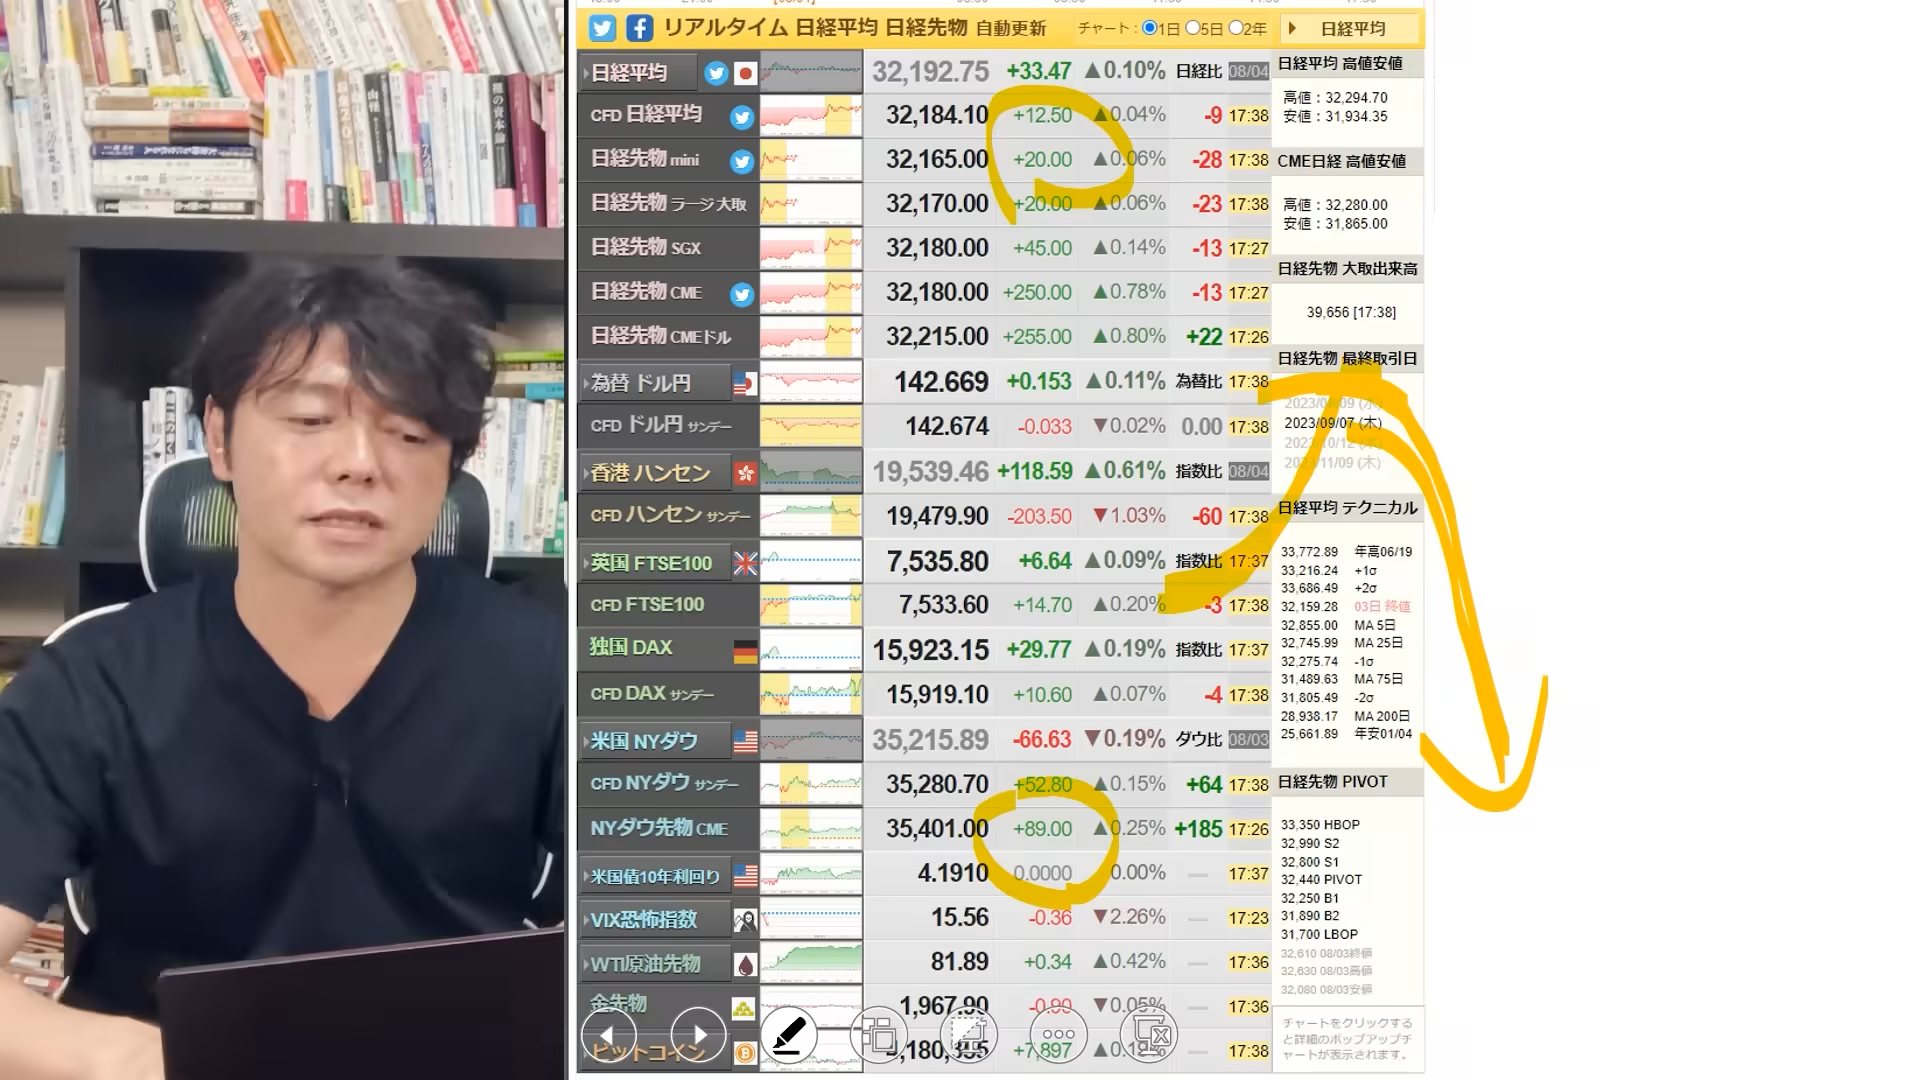 リアルタイム 日経平均 日経先物 自動更新 チャート : 1日 5日 2年 日経平均
日経平均 32,192.75 +33.47 ▲0.10% 日経比 08/04
CFD 日経平均 32,184.10 +12.50 ▲0.04% -9 17:38
日経先物 mini 32,165.00 +20.00 ▲0.06% -28 17:38
日経先物 ラージ 大取 32,170.00 +20.00 ▲0.06% -23 17:38
日経先物 SGX 32,180.00 +45.00 ▲0.14% -13 17:27
日経先物 CME 32,180.00 +250.00 ▲0.78% -13 17:27
日経先物 CMEドル 32,215.00 +255.00 ▲0.80% +22 17:26
為替 ドル円 142.669 +0.153 ▲0.11% 為替比 17:38
CFD ドル円 サンデー 142.674 -0.033 ▼0.02% 0.00 17:38
香港 ハンセン 19,539.46 +118.59 ▲0.61% 指数比 08/04
CFD ハンセン サンデー 19,479.90 -203.50 ▼1.03% -60 17:38
英国 FTSE100 7,535.80 +6.64 ▲0.09% 指数比 17:37
CFD FTSE100 7,533.60 +14.70 ▲0.20% -3 17:38
独国 DAX 15,923.15 +29.77 ▲0.19% 指数比 17:37
CFD DAX サンデー 15,919.10 +10.60 ▲0.07% -4 17:38
米国 NYダウ 35,215.89 -66.63 ▼0.19% ダウ比 08/03
CFD NYダウ サンデー 35,280.70 +52.80 ▲0.15% +64 17:38
NYダウ先物 CME 35,401.00 +89.00 ▲0.25% +185 17:26
米国債10年利回り 4.1910 0.0000 0.00% — 17:37
VIX恐怖指数 15.56 -0.36 ▼2.26% — 17:23
WTI原油先物 81.89 +0.34 ▲0.42% — 17:36
金先物 1,967.90 -0.90 ▼0.05% — 17:36
ビットコイン +7,897 — 17:38
日経平均 高値安値
高値：32,294.70
安値：31,934.35
CME日経 高値安値
高値：32,280.00
安値：31,865.00
日経先物 大取出来高
39,656 [17:38]
日経先物 最終取引日
2023/09/07 (木)
2023/10/12 (木)
2023/11/09 (木)
日経平均 テクニカル
33,772.89 年高06/19
33,216.24 +1σ
33,686.49 +2σ
32,159.28 03日 終値
32,855.00 MA 5日
32,745.99 MA 25日
32,275.74 -1σ
31,489.63 MA 75日
31,805.49 -2σ
28,938.17 MA 200日
25,661.89 年安01/04
日経先物 PIVOT
33,350 HBOP
32,990 S2
32,800 S1
32,440 PIVOT
32,250 B1
31,890 B2
31,700 LBOP
32,610 08/03終値
32,630 08/03高値
32,080 08/03安値
チャートをクリックする
と詳細のポップアップチ
ャートが表示されます。